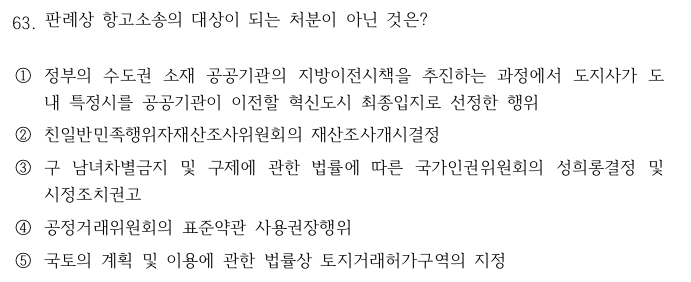 63. 판례상 항고소송의 대상이 되는 처분이 아닌 것은?
① 정부의 수도권 소재 공공기관의 지방이전시책을 추진하는 과정에서 도지사가 도
내 특정시를 공공기관이 이전할 혁신도시 최종입지로 선정한 행위
② 친일반민족행위자재산조사위원회의 재산조사개시결정
③ 구 남녀차별금지 및 구제에 관한 법률에 따른 국가인권위원회의 성희롱결정 및
시정조치권고
④ 공정거래위원회의 표준약관 사용권장행위
⑤ 국토의 계획 및 이용에 관한 법률상 토지거래허가구역의 지정